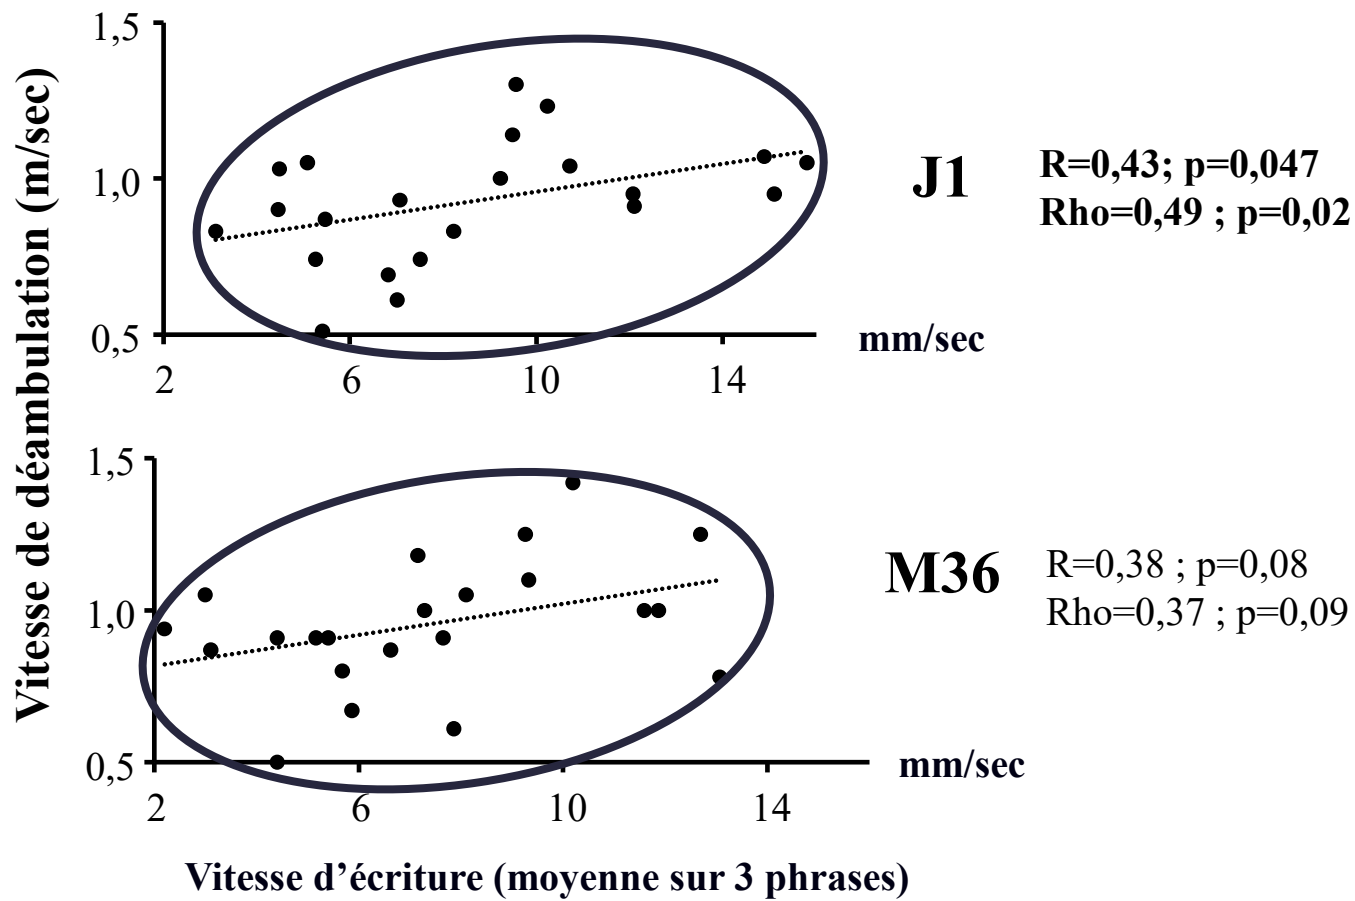 Vitesse de déambulation (m/sec)
1,5
1,0
0,5
2
6
10
14
mm/sec
J1
R=0,43; p=0,047
Rho=0,49 ; p=0,02
1,5
1,0
0,5
2
6
10
14
mm/sec
M36
R=0,38 ; p=0,08
Rho=0,37 ; p=0,09
Vitesse d’écriture (moyenne sur 3 phrases)